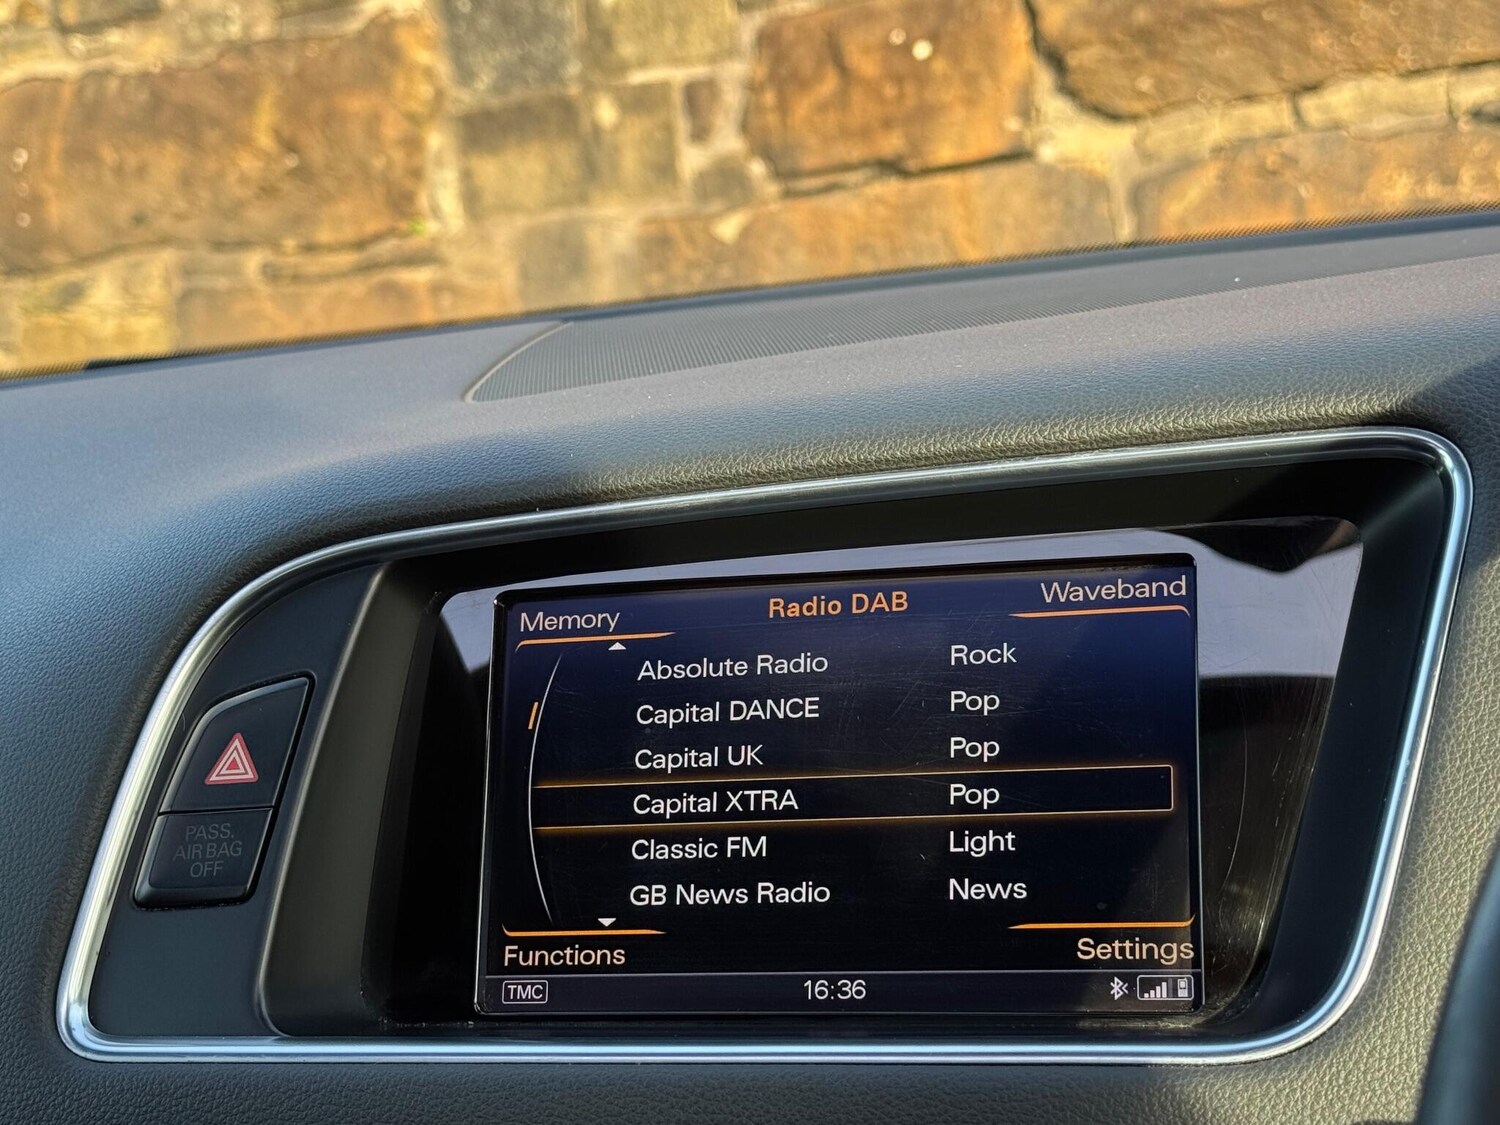 Memory Radio DAB Waveband
Absolute Radio Rock
Capital DANCE Pop
Capital UK Pop
Capital XTRA Pop
Classic FM Light
GB News Radio News
Functions Settings
TMC 16:36
PASS.
AIR BAG
OFF